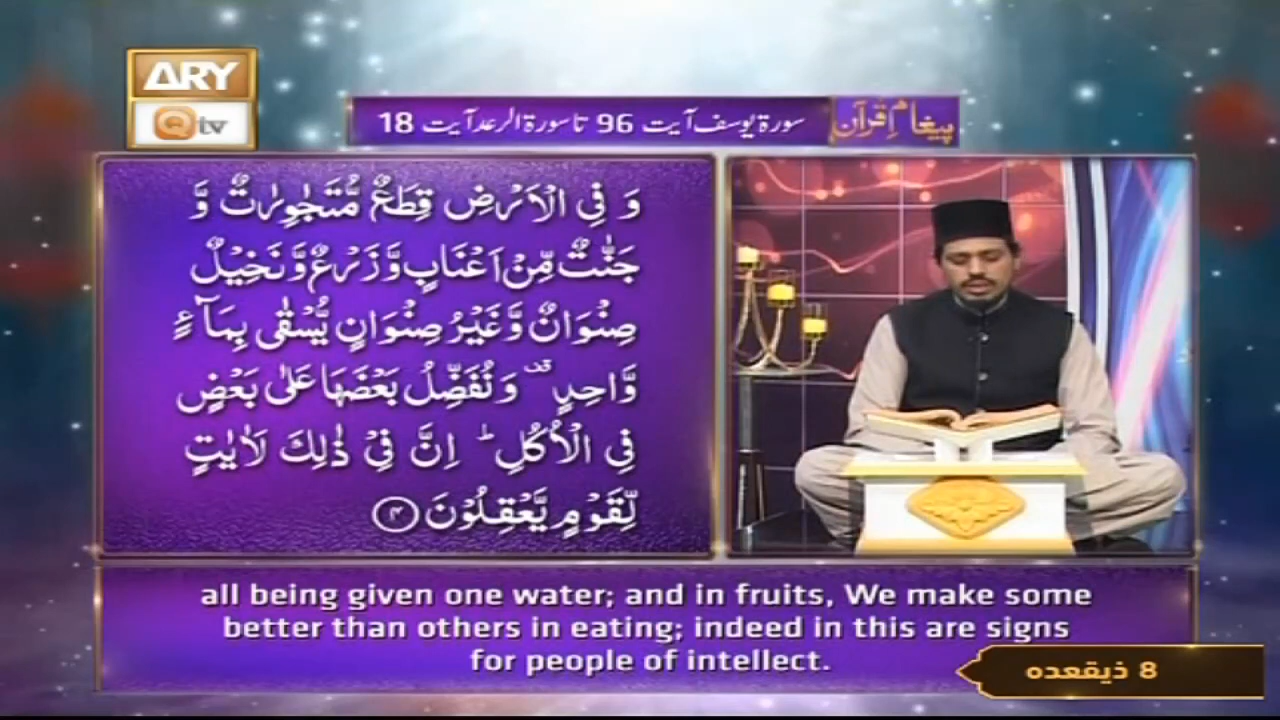 ARY
Qtv
پیغام قرآن
سورۃ یوسف آیت 96 تا سورۃ الرعد آیت 18
وَ فِی الْاَرْضِ قِطَعٌ مُّتَجٰوِرٰتٌ وَّ
جَنّٰتٌ مِّنْ اَعْنَابٍ وَّ زَرْعٌ وَّ نَخِیْلٌ
صِنْوَانٌ وَّ غَیْرُ صِنْوَانٍ یُّسْقٰی بِمَآءٍ
وَّاحِدٍ ۫ وَ نُفَضِّلُ بَعْضَهَا عَلٰی بَعْضٍ
فِی الْاُكُلِ ؕ اِنَّ فِیْ ذٰلِكَ لَاٰیٰتٍ
لِّقَوْمٍ یَّعْقِلُوْنَ ۴
all being given one water; and in fruits, We make some
better than others in eating; indeed in this are signs
for people of intellect.
8 ذیقعدہ